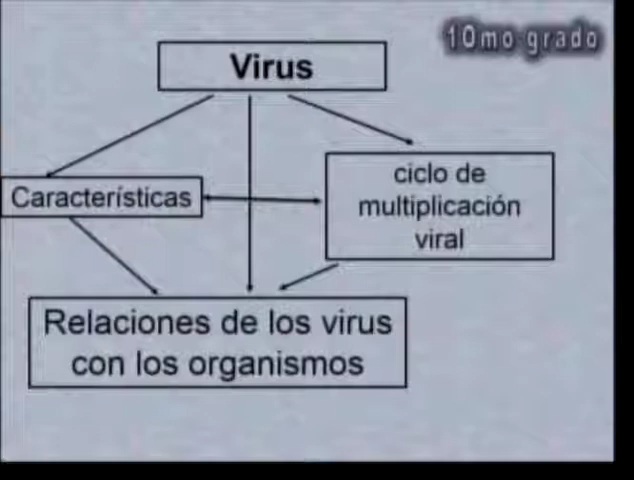 10mo grado
Virus
Características
ciclo de
multiplicación
viral
Relaciones de los virus
con los organismos